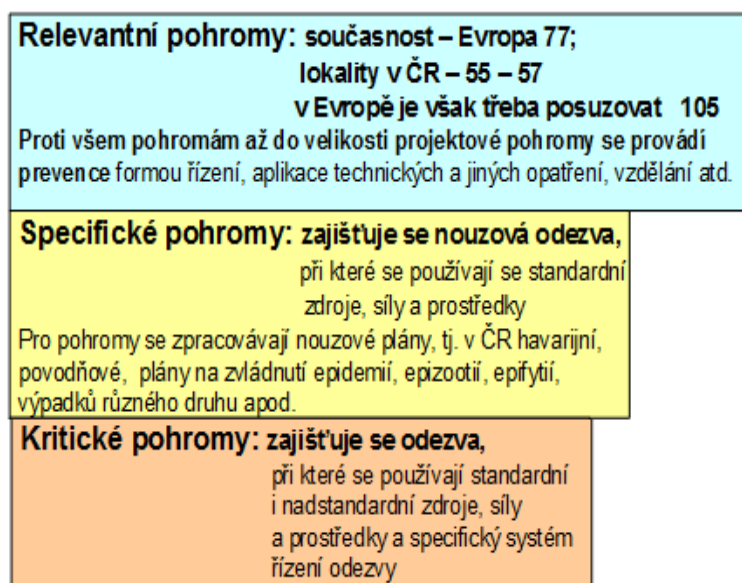 Relevantní pohromy: současnost – Evropa 77;
lokality v ČR – 55 – 57
v Evropě je však třeba posuzovat 105
Proti všem pohromám až do velikosti projektové pohromy se provádí
prevence formou řízení, aplikace technických a jiných opatření, vzdělání atd.
Specifické pohromy: zajišťuje se nouzová odezva,
při které se používají se standardní
zdroje, síly a prostředky
Pro pohromy se zpracovávají nouzové plány, tj. v ČR havarijní,
povodňové, plány na zvládnutí epidemií, epizootií, epifytií,
výpadků různého druhu apod.
Kritické pohromy: zajišťuje se odezva,
při které se používají standardní
i nadstandardní zdroje, síly
a prostředky a specifický systém
řízení odezvy